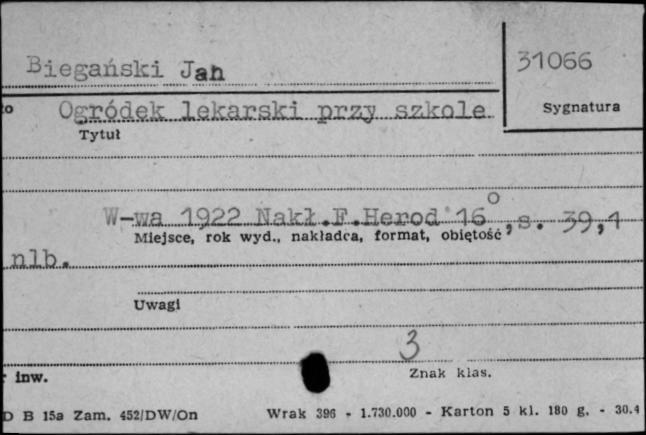 Biegański Jan
31066
Sygnatura
to Ogródek lekarski przy szkole
Tytuł
W-wa 1922 Nakł.F.Herod 16°, s. 39,1
Miejsce, rok wyd., nakładca, format, objętość
nlb.
Uwagi
3
r inw.
Znak klas.
D B 15a Zam. 452/DW/On Wrak 396 - 1.730.000 - Karton 5 kl. 180 g. - 30.4